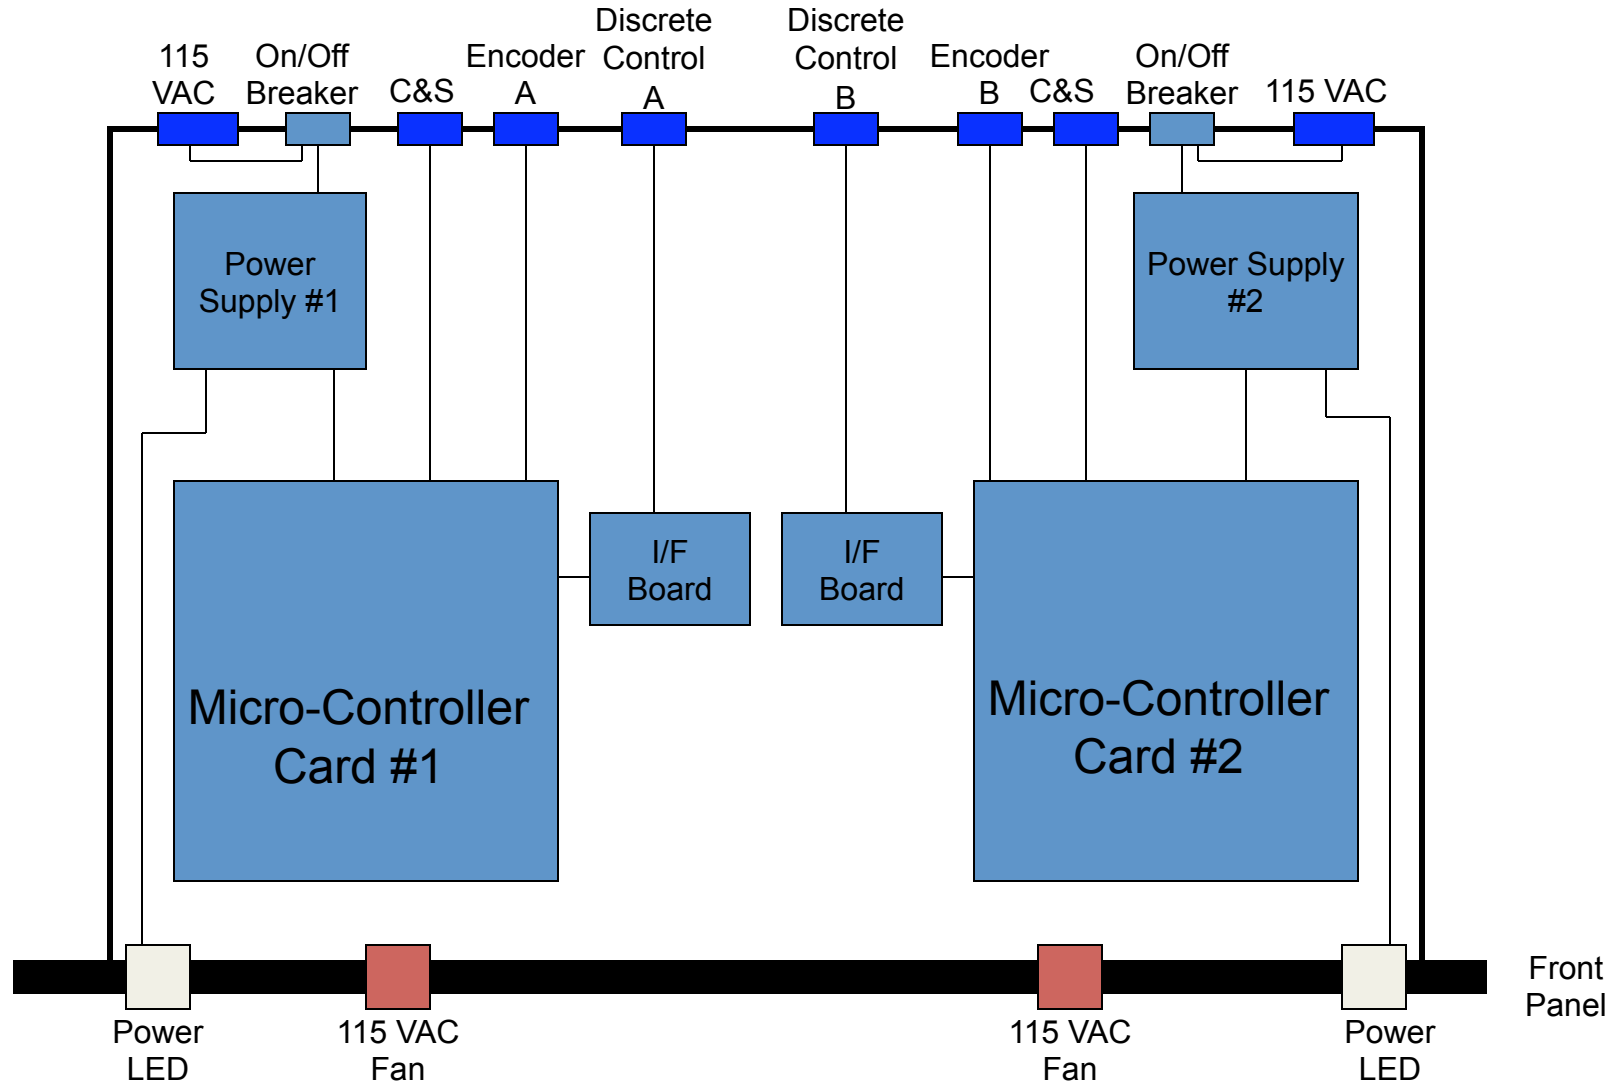 115
VAC
On/Off
Breaker
C&S
Encoder
A
Discrete
Control
A
Discrete
Control
B
Encoder
B
C&S
On/Off
Breaker
115 VAC
Power
Supply #1
Power Supply
#2
I/F
Board
I/F
Board
Micro-Controller
Card #1
Micro-Controller
Card #2
Front
Panel
Power
LED
115 VAC
Fan
115 VAC
Fan
Power
LED